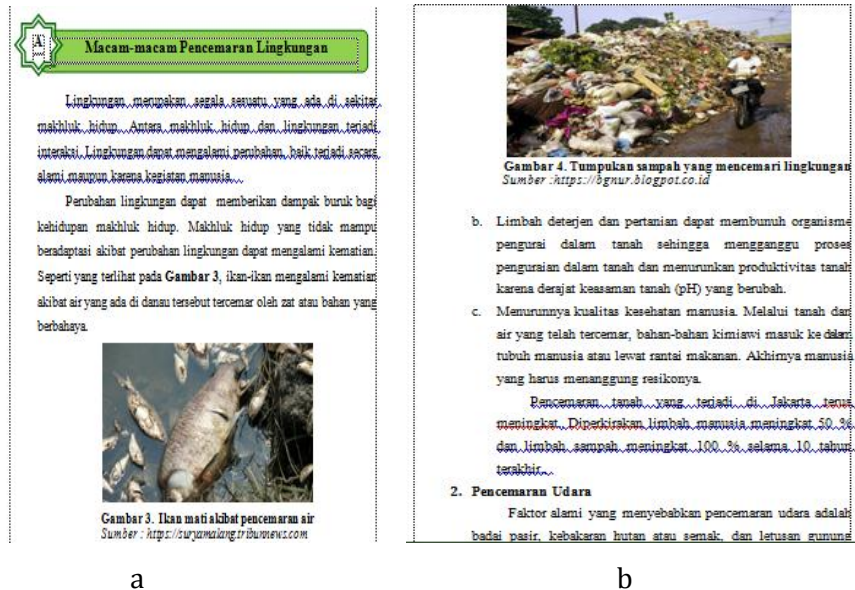 A
Macam-macam Pencemaran Lingkungan
Lingkungan merupakan segala sesuatu yang ada di sekitar
makhluk hidup. Antara makhluk hidup dan lingkungan terjadi
interaksi. Lingkungan dapat mengalami perubahan, baik terjadi secara
alami maupun karena kegiatan manusia.
Perubahan lingkungan dapat memberikan dampak buruk bagi
kehidupan makhluk hidup. Makhluk hidup yang tidak mampu
beradaptasi akibat perubahan lingkungan dapat mengalami kematian.
Seperti yang terlihat pada Gambar 3, ikan-ikan mengalami kematian
akibat air yang ada di danau tersebut tercemar oleh zat atau bahan yang
berbahaya.
Gambar 3. Ikan mati akibat pencemaran air
Sumber : https://suryamalang.tribunnews.com
a
Gambar 4. Tumpukan sampah yang mencemari lingkungan
Sumber :https://bgnur.blogpot.co.id
b. Limbah deterjen dan pertanian dapat membunuh organisme
pengurai dalam tanah sehingga mengganggu proses
penguraian dalam tanah dan menurunkan produktivitas tanah
karena derajat keasaman tanah (pH) yang berubah.
c. Menurunnya kualitas kesehatan manusia. Melalui tanah dan
air yang telah tercemar, bahan-bahan kimiawi masuk ke dalam
tubuh manusia atau lewat rantai makanan. Akhirnya manusia
yang harus menanggung resikonya.
Pencemaran tanah yang terjadi di Jakarta terus
meningkat. Diperkirakan limbah manusia meningkat 50 %
dan limbah sampah meningkat 100 % selama 10 tahun
terakhir.
2. Pencemaran Udara
Faktor alami yang menyebabkan pencemaran udara adalah
badai pasir, kebakaran hutan atau semak, dan letusan gunung
b